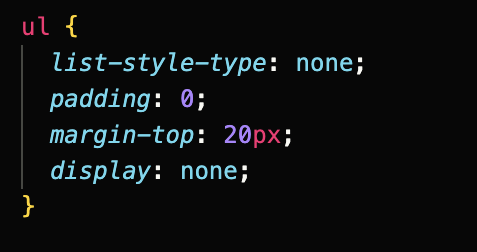 ul {
list-style-type: none;
padding: 0;
margin-top: 20px;
display: none;
}